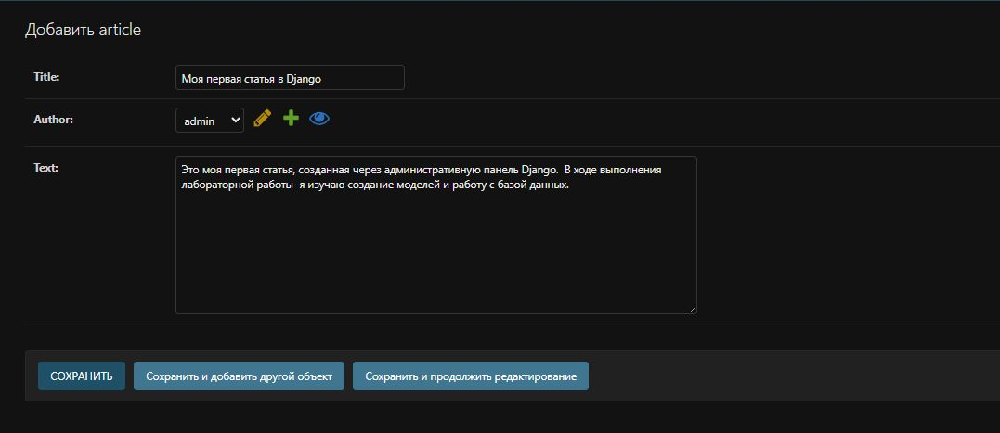 Добавить article
Title:
Моя первая статья в Django
Author:
admin
Text:
Это моя первая статья, созданная через административную панель Django.  В ходе выполнения
лабораторной работы  я изучаю создание моделей и работу с базой данных.
СОХРАНИТЬ
Сохранить и добавить другой объект
Сохранить и продолжить редактирование